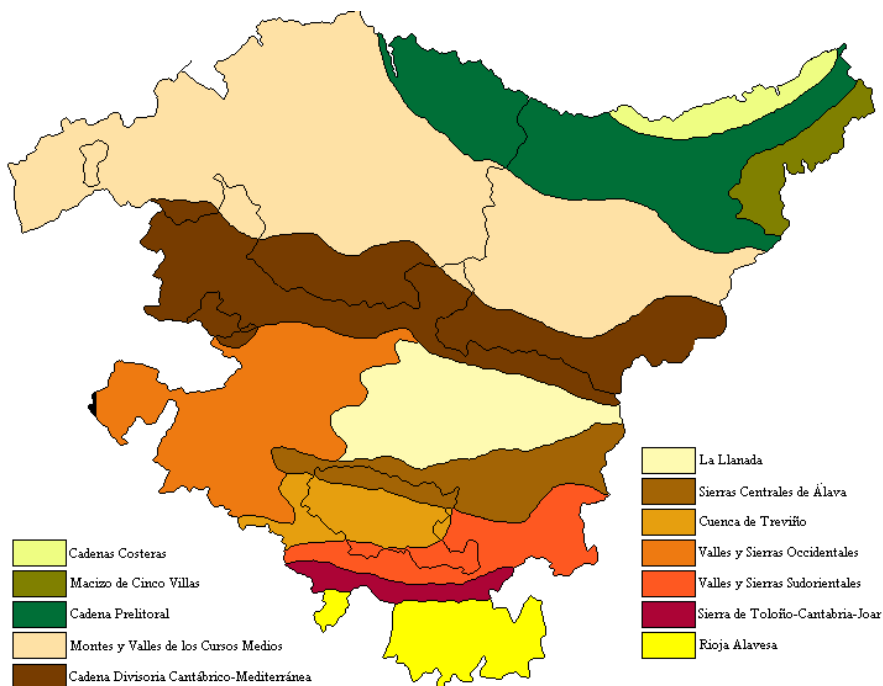 Cadenas Costeras
Macizo de Cinco Villas
Cadena Prelitoral
Montes y Valles de los Cursos Medios
Cadena Divisoria Cantábrico-Mediterránea
La Llanada
Sierras Centrales de Älava
Cuenca de Treviño
Valles y Sierras Occidentales
Valles y Sierras Sudorientales
Sierra de Toloño-Cantabria-Joar
Rioja Alavesa